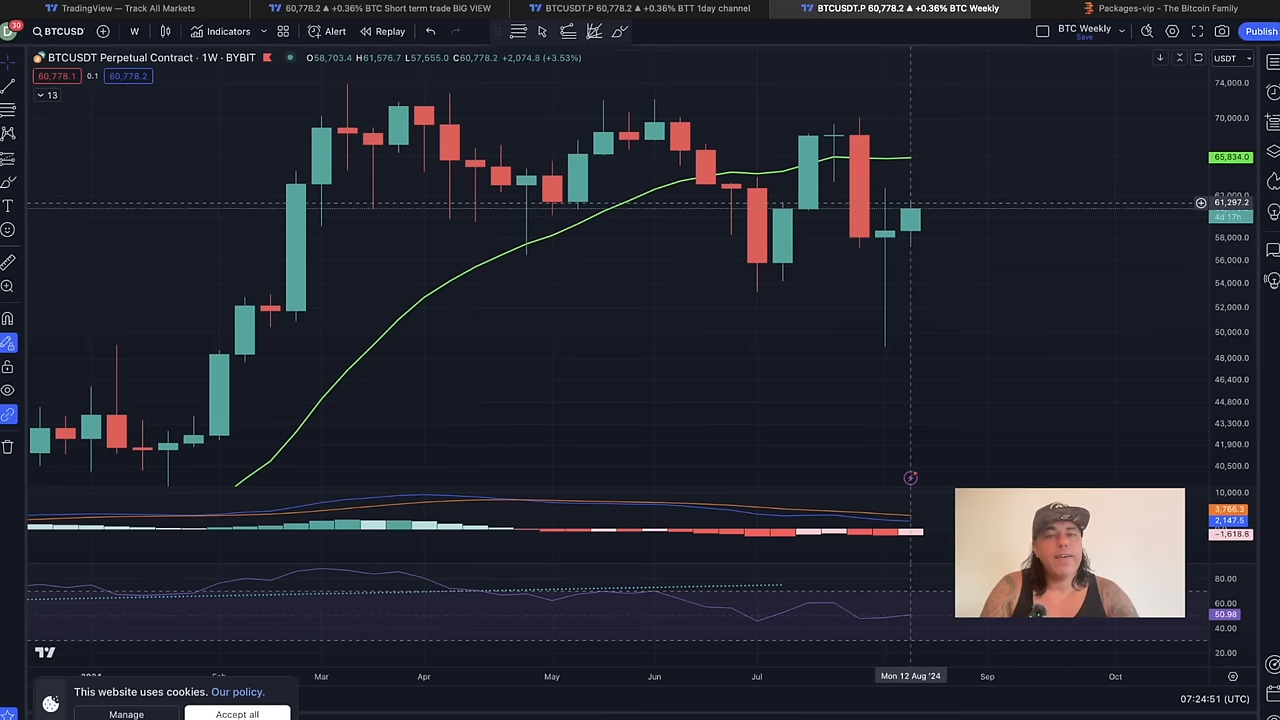 TradingView — Track All Markets
60,778.2 ▲ +0.36% BTC Short term trade BIG VIEW
BTCUSDT.P 60,778.2 ▲ +0.36% BTT 1day channel
BTCUSDT.P 60,778.2 ▲ +0.36% BTC Weekly
Packages-vip - The Bitcoin Family
D
30
BTCUSD
W
Indicators
Alert
Replay
BTC Weekly
Save
Publish
BTCUSDT Perpetual Contract · 1W · BYBIT
O58,703.4 H61,576.7 L57,555.0 C60,778.2 +2,074.8 (+3.53%)
USDT
60,778.1
0.1
60,778.2
13
74,000.0
70,000.0
65,834.0
62,000.0
61,297.2
4d 17h
58,000.0
56,000.0
54,000.0
52,000.0
50,000.0
48,000.0
46,400.0
44,800.0
43,300.0
41,900.0
40,500.0
10,000.0
3,766.3
2,147.5
−1,618.8
80.00
60.00
50.98
40.00
20.00
Mar
Apr
May
Jun
Jul
Mon 12 Aug '24
Sep
Oct
This website uses cookies. Our policy.
Manage
Accept all
07:24:51 (UTC)